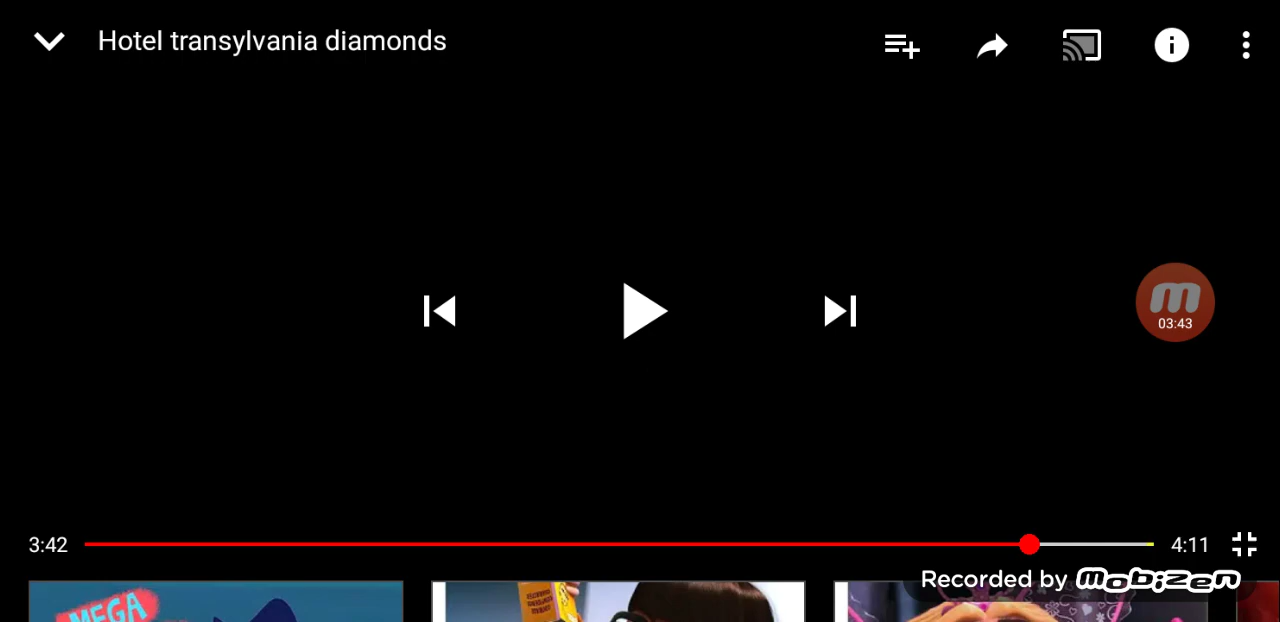 Hotel transylvania diamonds
03:43
3:42
4:11
Recorded by mobizen
MEGA